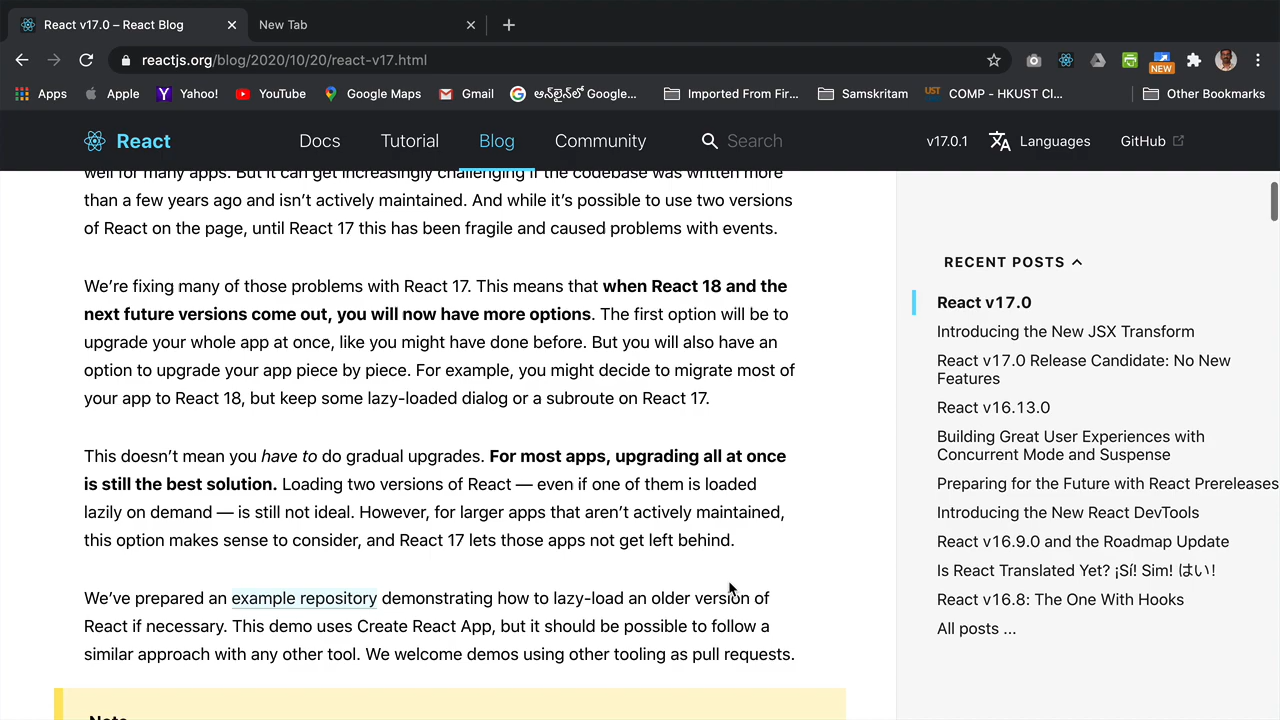 React v17.0 – React Blog
New Tab
reactjs.org/blog/2020/10/20/react-v17.html
NEW
Apps
Apple
Yahoo!
YouTube
Google Maps
Gmail
ఆన్‌లైన్‌లో Google...
Imported From Fir...
Samskritam
UST
COMP - HKUST Cl...
Other Bookmarks
React
Docs
Tutorial
Blog
Community
Search
v17.0.1
Languages
GitHub
well for many apps. But it can get increasingly challenging if the codebase was written more
than a few years ago and isn’t actively maintained. And while it’s possible to use two versions
of React on the page, until React 17 this has been fragile and caused problems with events.
We’re fixing many of those problems with React 17. This means that when React 18 and the
next future versions come out, you will now have more options. The first option will be to
upgrade your whole app at once, like you might have done before. But you will also have an
option to upgrade your app piece by piece. For example, you might decide to migrate most of
your app to React 18, but keep some lazy-loaded dialog or a subroute on React 17.
This doesn’t mean you have to do gradual upgrades. For most apps, upgrading all at once
is still the best solution. Loading two versions of React — even if one of them is loaded
lazily on demand — is still not ideal. However, for larger apps that aren’t actively maintained,
this option makes sense to consider, and React 17 lets those apps not get left behind.
We’ve prepared an example repository demonstrating how to lazy-load an older version of
React if necessary. This demo uses Create React App, but it should be possible to follow a
similar approach with any other tool. We welcome demos using other tooling as pull requests.
Note
RECENT POSTS
React v17.0
Introducing the New JSX Transform
React v17.0 Release Candidate: No New
Features
React v16.13.0
Building Great User Experiences with
Concurrent Mode and Suspense
Preparing for the Future with React Prereleases
Introducing the New React DevTools
React v16.9.0 and the Roadmap Update
Is React Translated Yet? ¡Sí! Sim! はい!
React v16.8: The One With Hooks
All posts ...